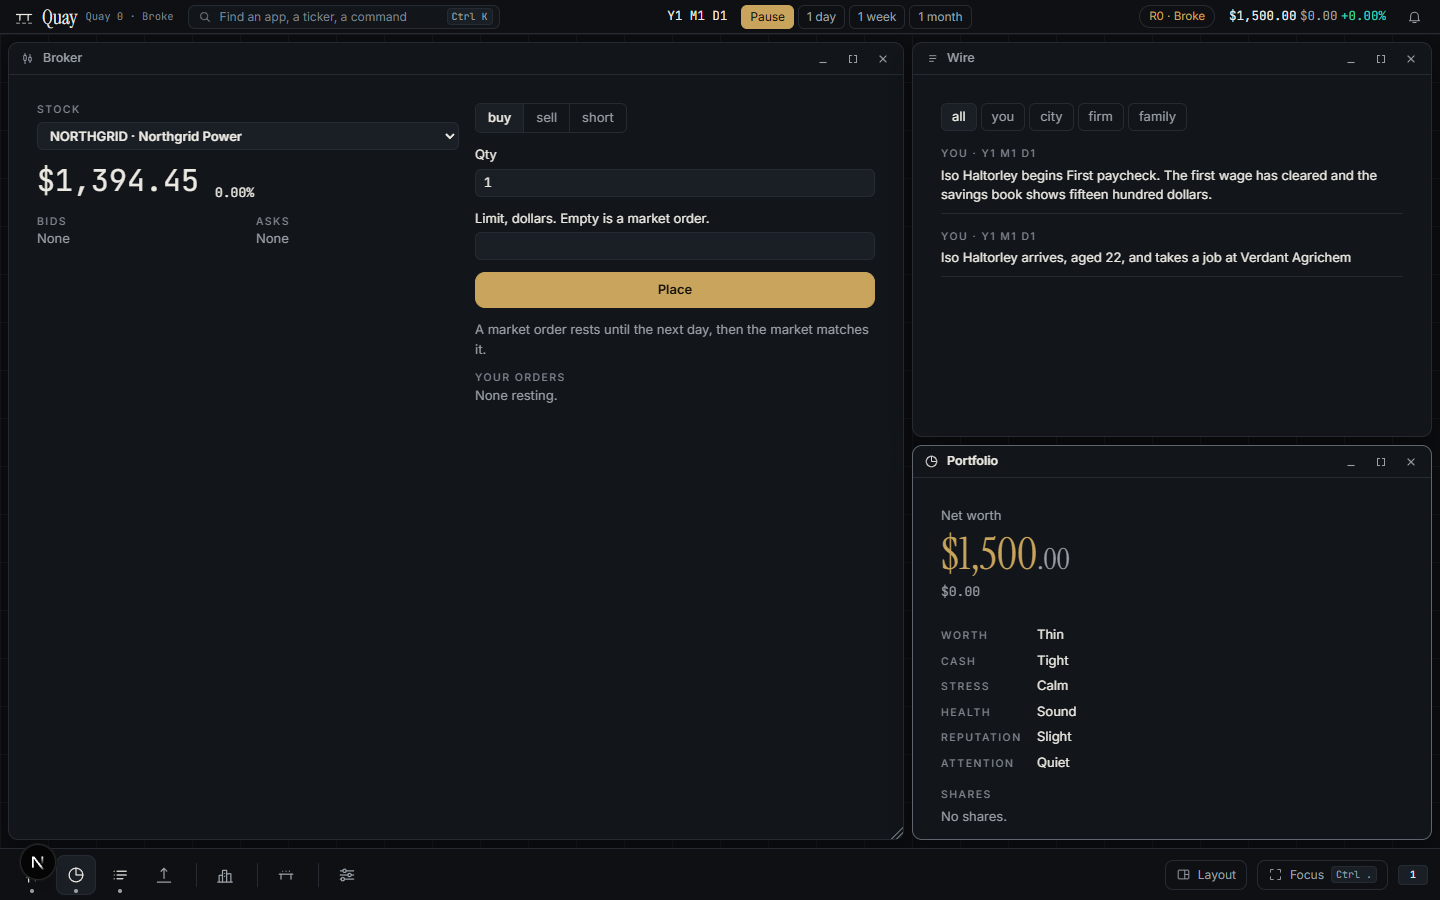 Quay Quay 0 · Broke
Find an app, a ticker, a command Ctrl K
Y1 M1 D1 Pause 1 day 1 week 1 month
R0 · Broke $1,500.00 $0.00 +0.00%
Broker
STOCK
NORTHGRID · Northgrid Power
$1,394.45 0.00%
BIDS ASKS
None None
buy sell short
Qty
1
Limit, dollars. Empty is a market order.
Place
A market order rests until the next day, then the market matches
it.
YOUR ORDERS
None resting.
Wire
all you city firm family
YOU · Y1 M1 D1
Iso Haltorley begins First paycheck. The first wage has cleared and the
savings book shows fifteen hundred dollars.
YOU · Y1 M1 D1
Iso Haltorley arrives, aged 22, and takes a job at Verdant Agrichem
Portfolio
Net worth
$1,500.00
$0.00
WORTH Thin
CASH Tight
STRESS Calm
HEALTH Sound
REPUTATION Slight
ATTENTION Quiet
SHARES
No shares.
N
Layout Focus Ctrl . 1